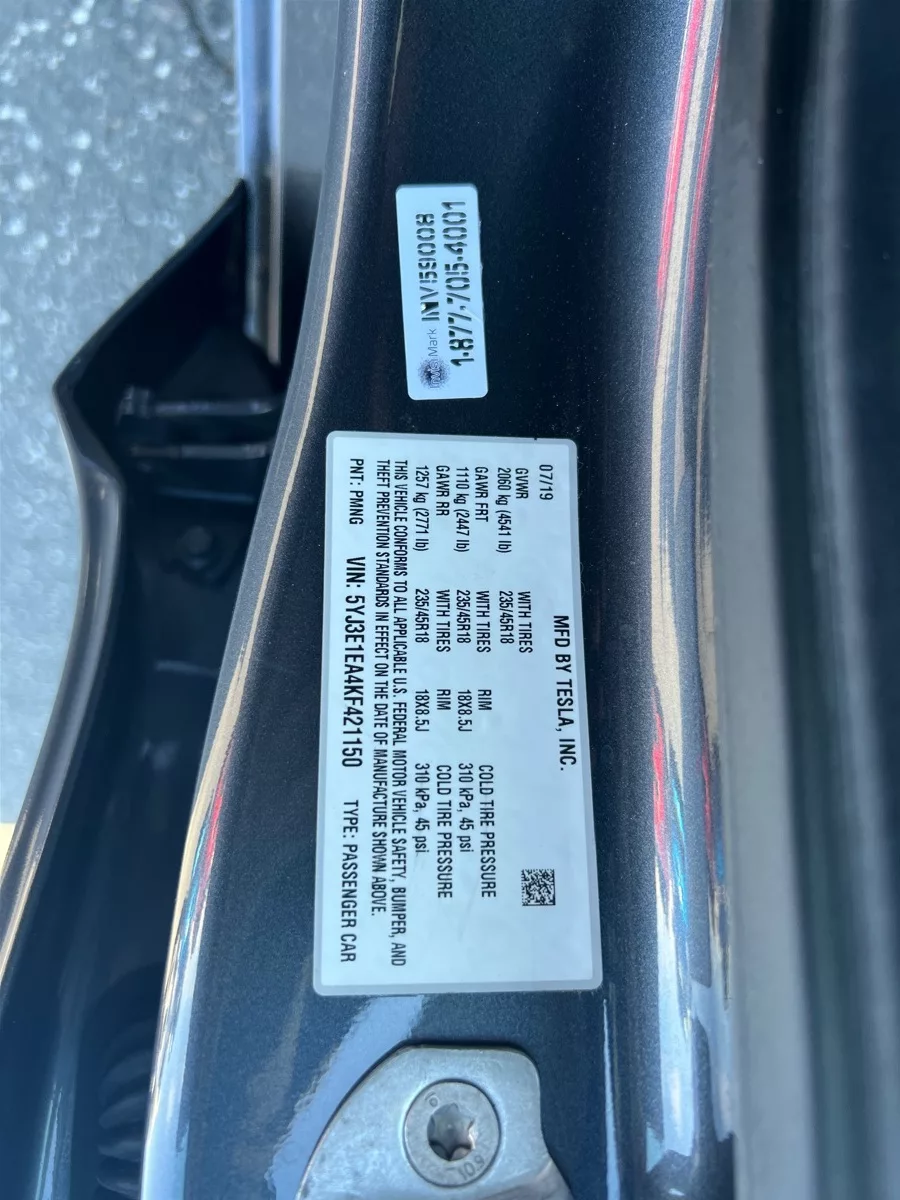 1.877.705.4001
MFD BY TESLA, INC.
07/19
GVWR WITH TIRES
2060 kg (4541 lb) 235/45R18
GAWR FRT WITH TIRES RIM COLD TIRE PRESSURE
1110 kg (2447 lb) 235/45R18 18X8.5J 310 kPa, 45 psi
GAWR RR WITH TIRES RIM COLD TIRE PRESSURE
1257 kg (2771 lb) 235/45R18 18X8.5J 310 kPa, 45 psi
THIS VEHICLE CONFORMS TO ALL APPLICABLE U.S. FEDERAL MOTOR VEHICLE SAFETY, BUMPER, AND
THEFT PREVENTION STANDARDS IN EFFECT ON THE DATE OF MANUFACTURE SHOWN ABOVE.
PNT: PMNG VIN: 5YJ3E1EA4KF421150 TYPE: PASSENGER CAR